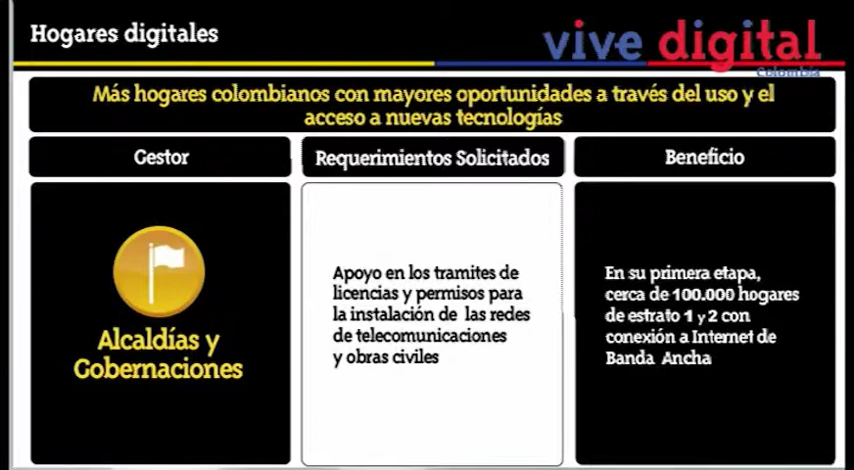 Hogares digitales
vive digital
Colombia
Más hogares colombianos con mayores oportunidades a través del uso y el
acceso a nuevas tecnologías
Gestor
Requerimientos Solicitados
Beneficio
Alcaldías y
Gobernaciones
Apoyo en los tramites de
licencias y permisos para
la instalación de las redes
de telecomunicaciones
y obras civiles
En su primera etapa,
cerca de 100.000 hogares
de estrato 1 y 2 con
conexión a Internet de
Banda Ancha